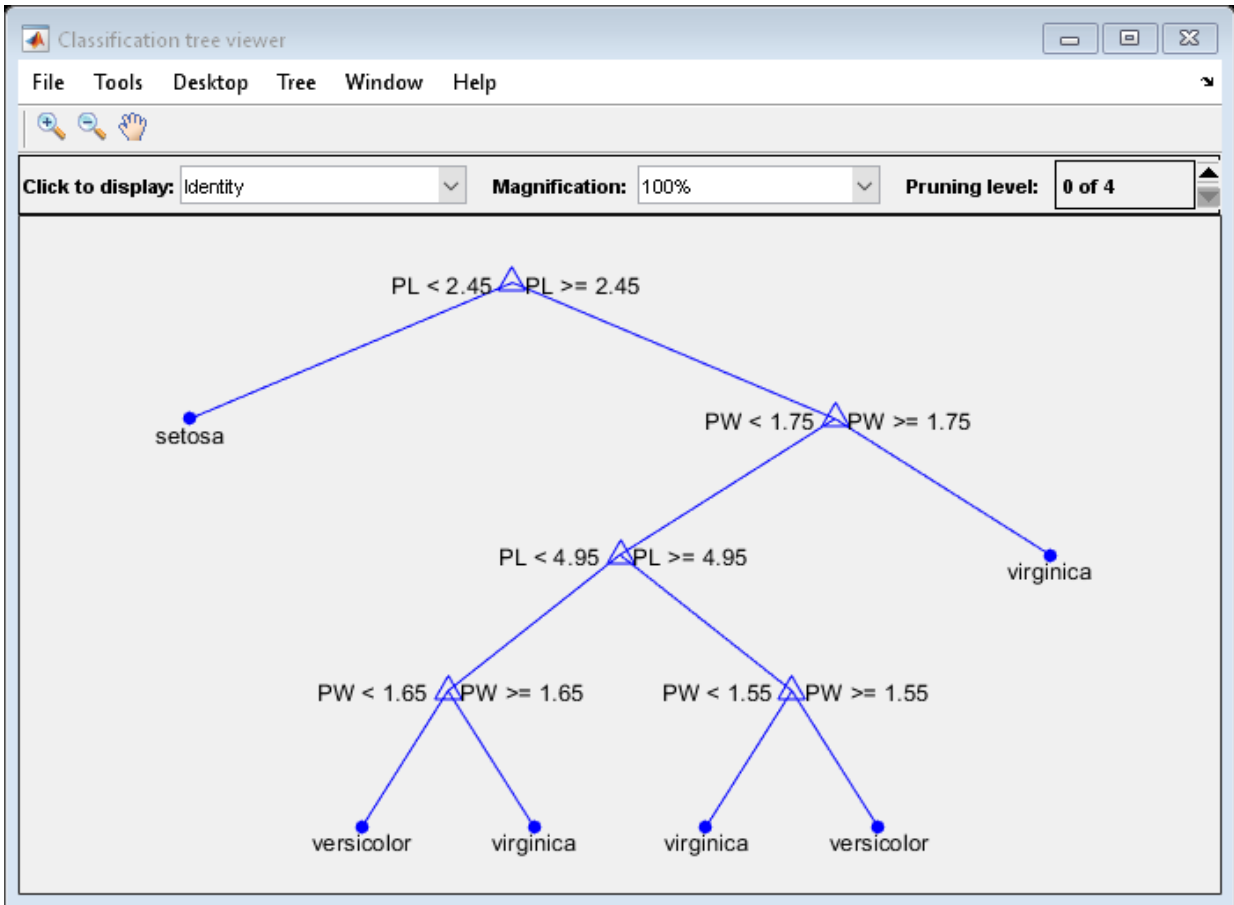 Classification tree viewer
File Tools Desktop Tree Window Help
Click to display: Identity Magnification: 100% Pruning level: 0 of 4
PL < 2.45 PL >= 2.45
setosa
PW < 1.75 PW >= 1.75
PL < 4.95 PL >= 4.95
virginica
PW < 1.65 PW >= 1.65 PW < 1.55 PW >= 1.55
versicolor virginica virginica versicolor